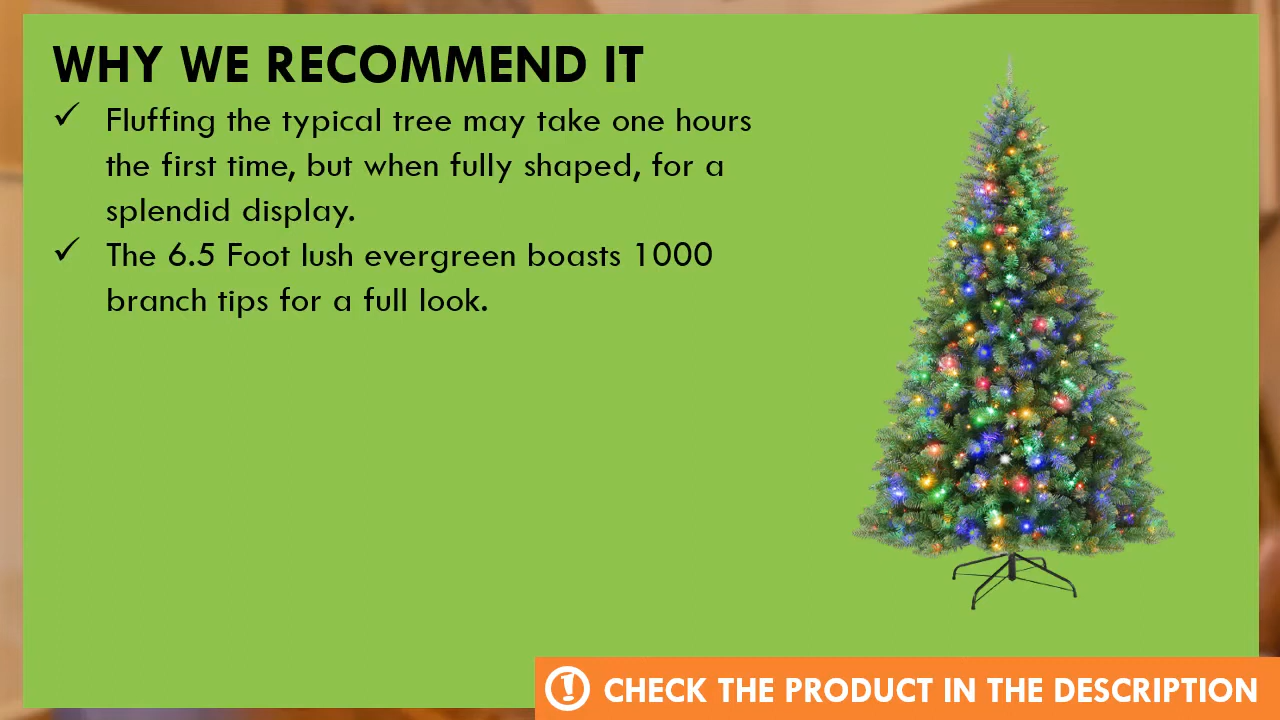 WHY WE RECOMMEND IT
✓ Fluffing the typical tree may take one hours
the first time, but when fully shaped, for a
splendid display.
✓ The 6.5 Foot lush evergreen boasts 1000
branch tips for a full look.
! CHECK THE PRODUCT IN THE DESCRIPTION